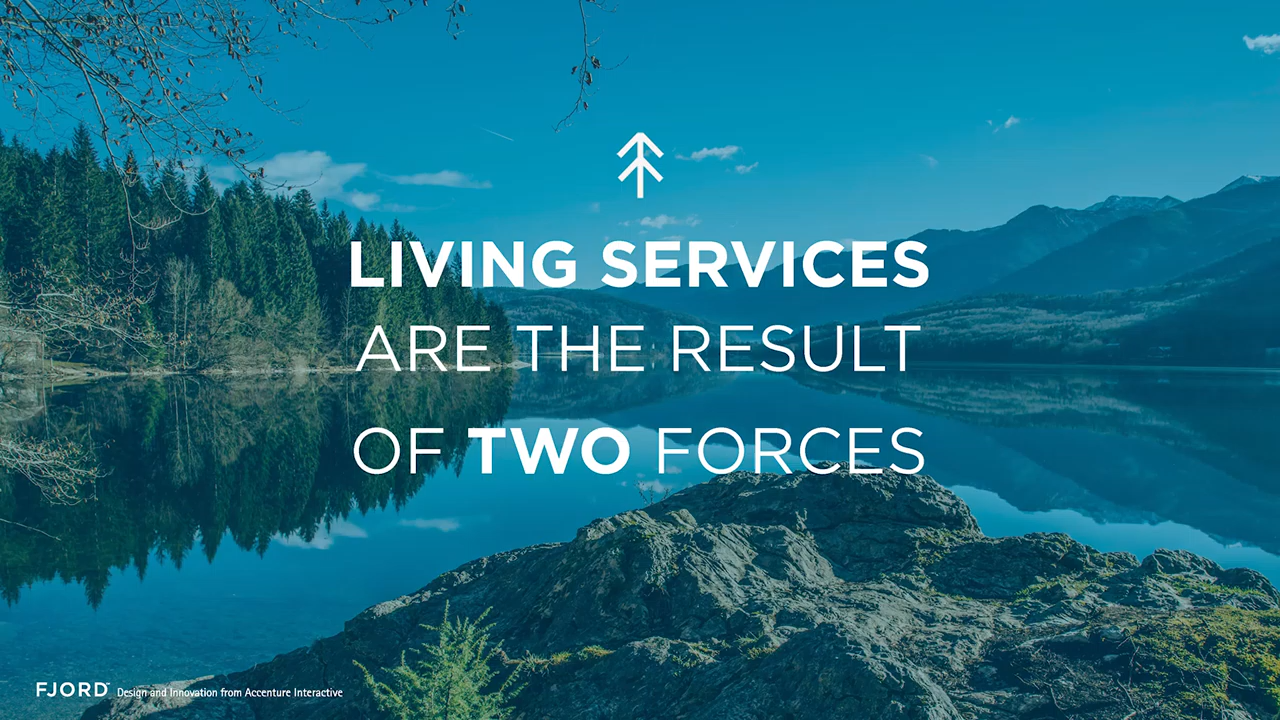 LIVING SERVICES
ARE THE RESULT
OF TWO FORCES
FJORD Design and Innovation from Accenture Interactive